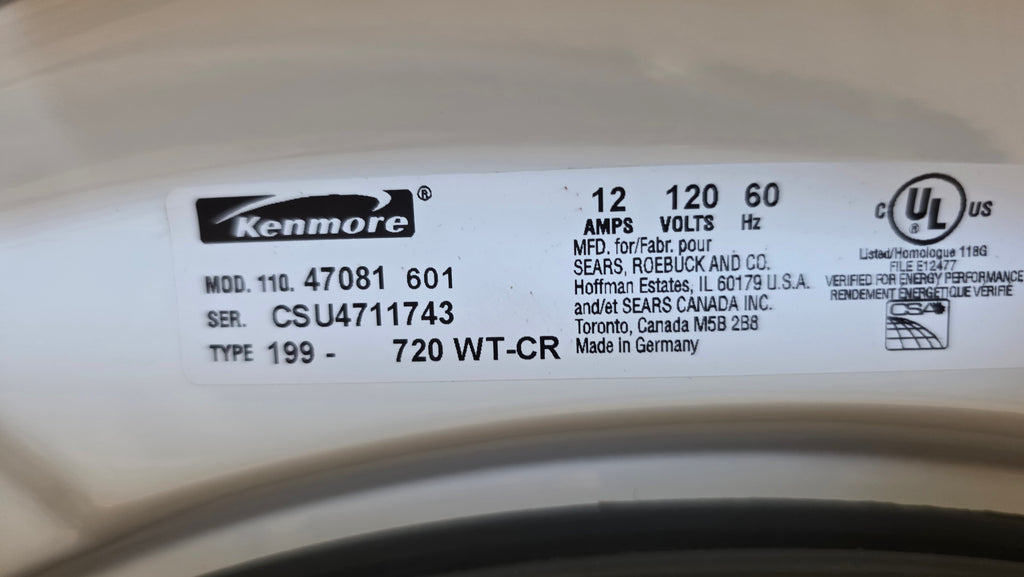 Kenmore®
MOD. 110. 47081 601
SER. CSU4711743
TYPE 199 - 720 WT-CR
12 120 60
AMPS VOLTS Hz
MFD. for/Fabr. pour
SEARS, ROEBUCK AND CO.
Hoffman Estates, IL 60179 U.S.A.
and/et SEARS CANADA INC.
Toronto, Canada M5B 2B8
Made in Germany
C UL® US
Listed/Homologue 118G
FILE E12477
VERIFIED FOR ENERGY PERFORMANCE
RENDEMENT ÉNERGÉTIQUE VÉRIFIÉ
CSA